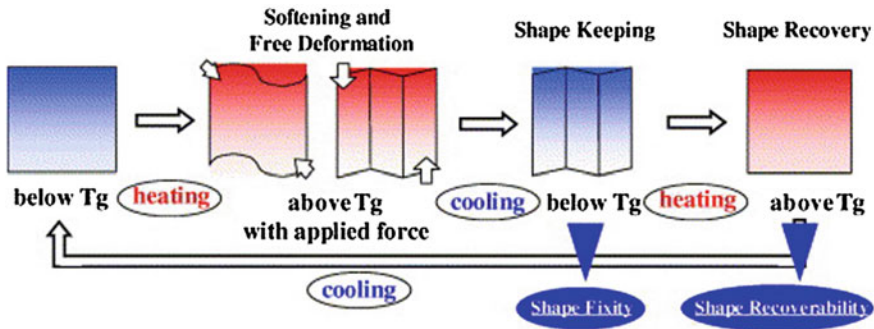 Softening and
Free Deformation
Shape Keeping
Shape Recovery
below Tg
heating
above Tg
with applied force
cooling
below Tg
heating
above Tg
cooling
Shape Fixity
Shape Recoverability